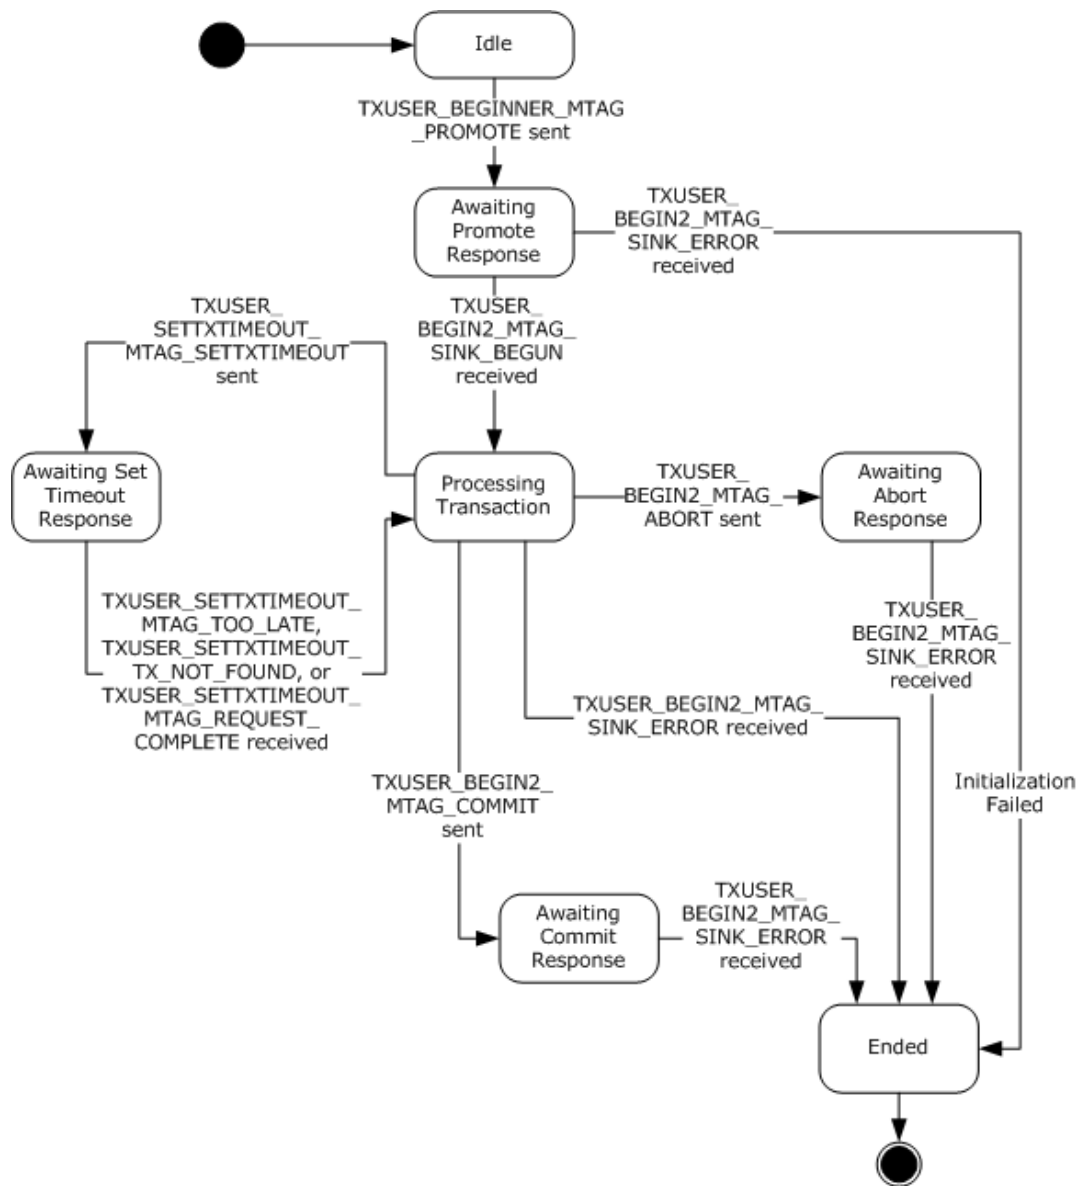 Idle
TXUSER_BEGINNER_MTAG
_PROMOTE sent
Awaiting
Promote
Response
TXUSER_
BEGIN2_MTAG_
SINK_ERROR
received
TXUSER_
BEGIN2_MTAG_
SINK_BEGUN
received
TXUSER_
SETTXTIMEOUT_
MTAG_SETTXTIMEOUT
sent
Awaiting Set
Timeout
Response
Processing
Transaction
TXUSER_
BEGIN2_MTAG_
ABORT sent
Awaiting
Abort
Response
TXUSER_SETTXTIMEOUT_
MTAG_TOO_LATE,
TXUSER_SETTXTIMEOUT_
TX_NOT_FOUND, or
TXUSER_SETTXTIMEOUT_
MTAG_REQUEST_
COMPLETE received
TXUSER_
BEGIN2_MTAG_
SINK_ERROR
received
TXUSER_BEGIN2_MTAG_
SINK_ERROR received
TXUSER_BEGIN2_
MTAG_COMMIT
sent
Initialization
Failed
Awaiting
Commit
Response
TXUSER_
BEGIN2_MTAG_
SINK_ERROR
received
Ended